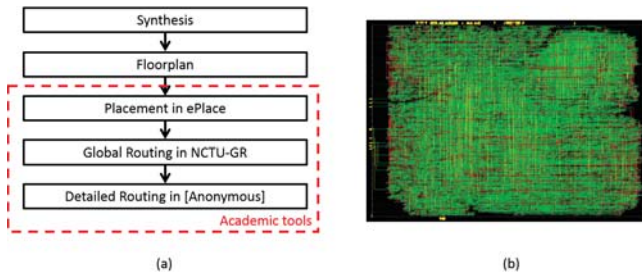 Synthesis
Floorplan
Placement in ePlace
Global Routing in NCTU-GR
Detailed Routing in [Anonymous]
Academic tools
(a)
(b)